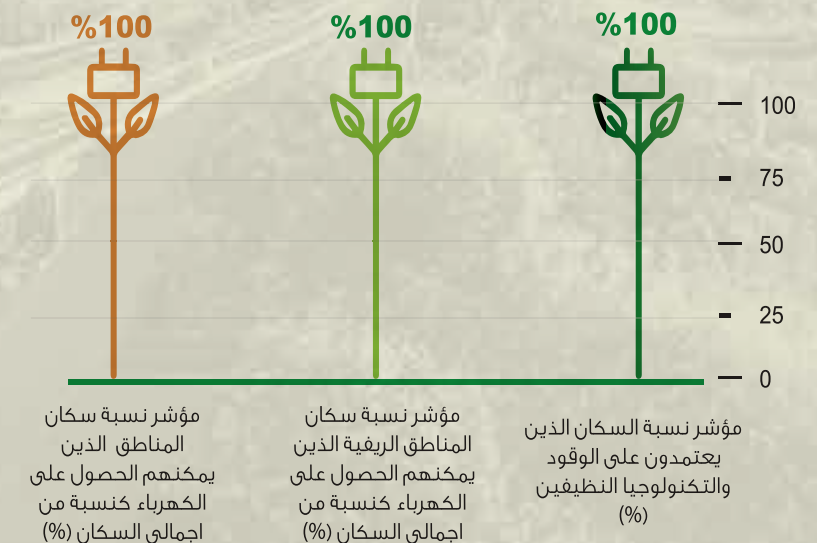 %100
%100
%100
100
75
50
25
0
مؤشر نسبة السكان الذين
يعتمدون على الوقود
والتكنولوجيا النظيفين
(%)
مؤشر نسبة سكان
المناطق الريفية الذين
يمكنهم الحصول على
الكهرباء كنسبة من
اجمالي السكان (%)
مؤشر نسبة سكان
المناطق الذين
يمكنهم الحصول على
الكهرباء كنسبة من
اجمالي السكان (%)